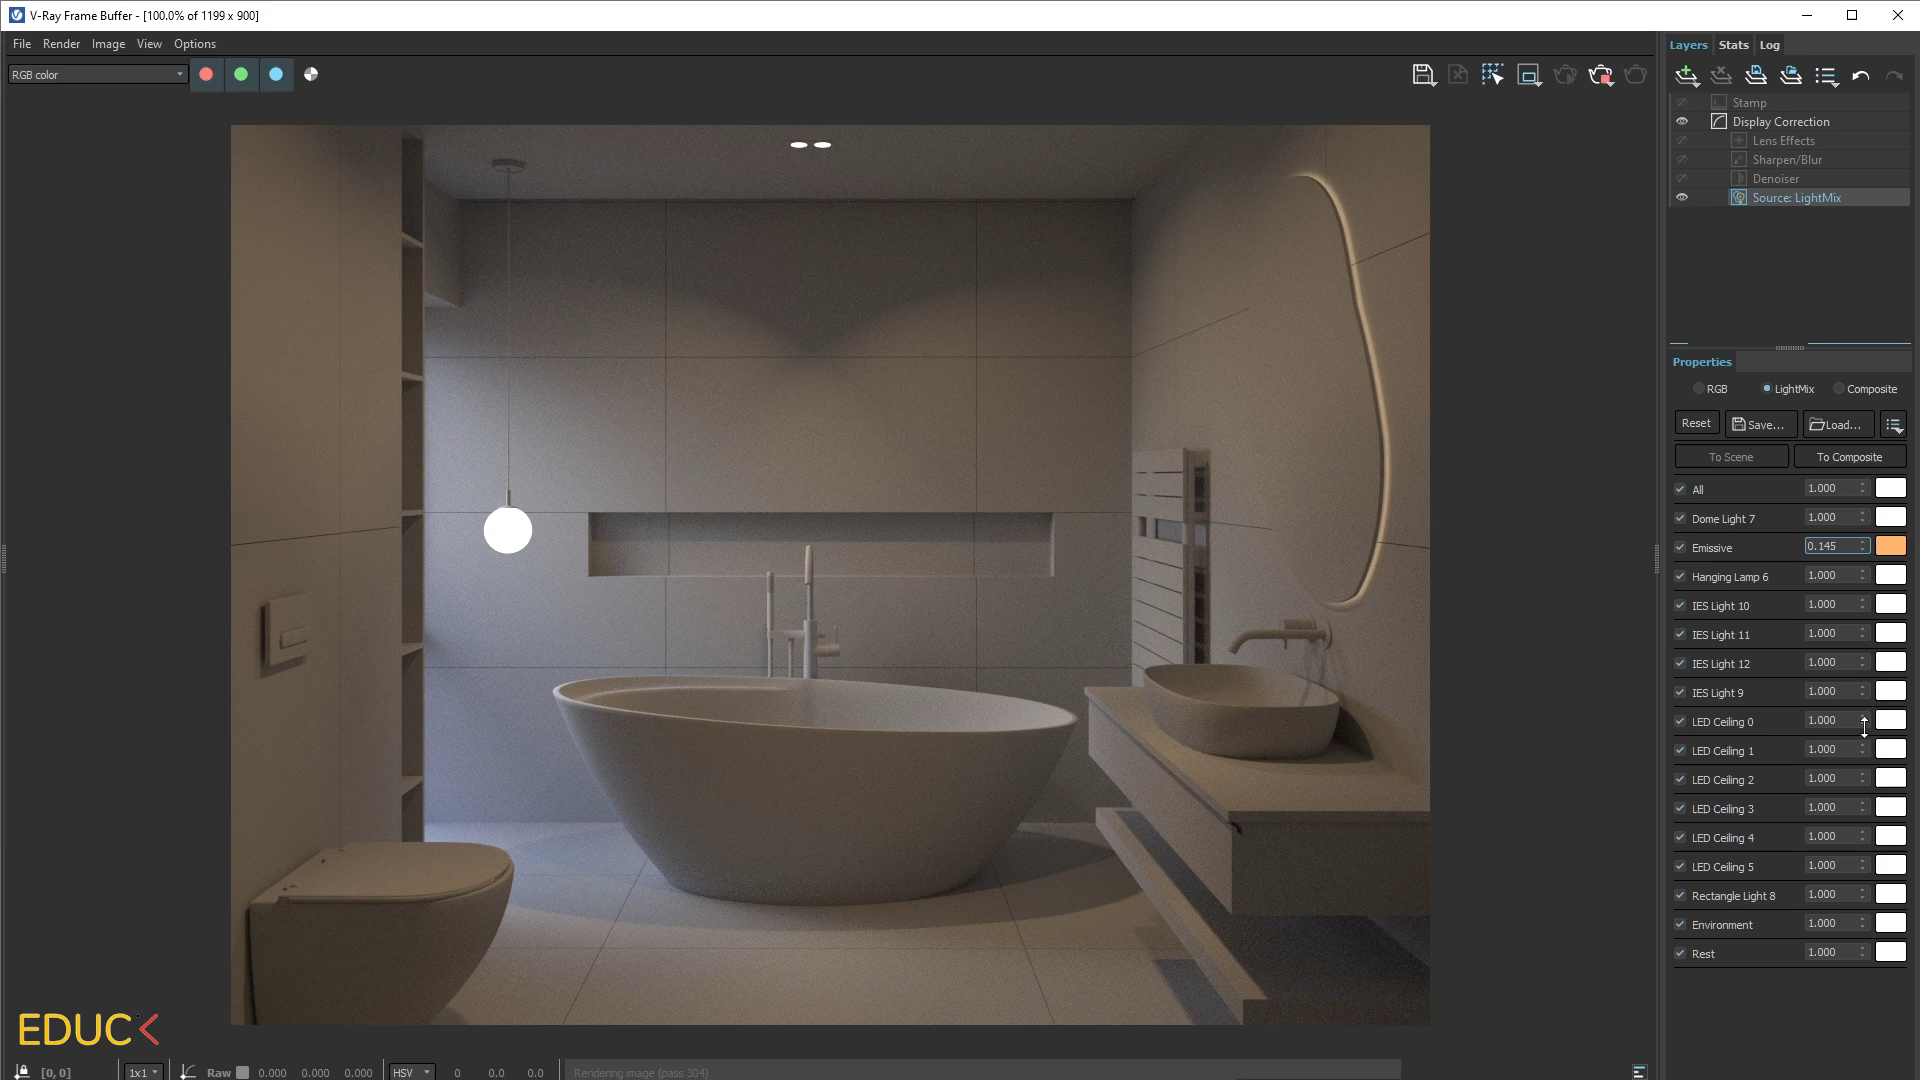 V-Ray Frame Buffer - [100.0% of 1199 x 900]
File Render Image View Options
RGB color
Layers Stats Log
Stamp
Display Correction
Lens Effects
Sharpen/Blur
Denoiser
Source: LightMix
Properties
RGB LightMix Composite
Reset Save... Load...
To Scene To Composite
All 1.000
Dome Light 7 1.000
Emissive 0.145
Hanging Lamp 6 1.000
IES Light 10 1.000
IES Light 11 1.000
IES Light 12 1.000
IES Light 9 1.000
LED Ceiling 0 1.000
LED Ceiling 1 1.000
LED Ceiling 2 1.000
LED Ceiling 3 1.000
LED Ceiling 4 1.000
LED Ceiling 5 1.000
Rectangle Light 8 1.000
Environment 1.000
Rest 1.000
EDUC
[0, 0] 1x1 Raw 0.000 0.000 0.000 HSV 0 0.0 0.0 Rendering image (pass 304)